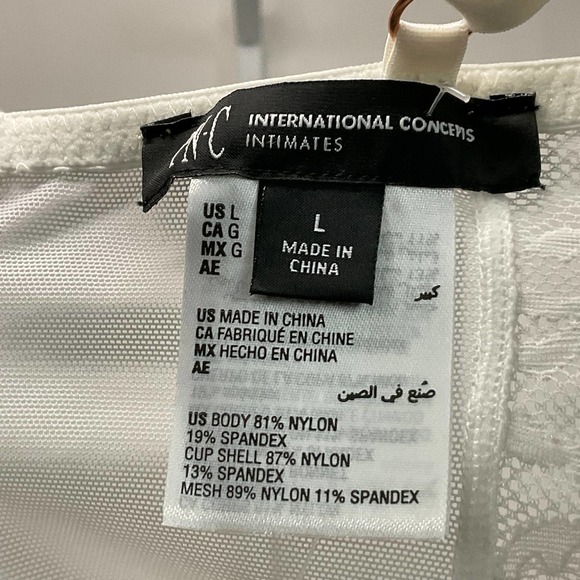 INTERNATIONAL CONCEPTS
INTIMATES
US L
CA G
MX G
AE
كبير
L
MADE IN
CHINA
US MADE IN CHINA
CA FABRIQUÉ EN CHINE
MX HECHO EN CHINA
AE
صُنع في الصين
US BODY 81% NYLON
19% SPANDEX
CUP SHELL 87% NYLON
13% SPANDEX
MESH 89% NYLON 11% SPANDEX